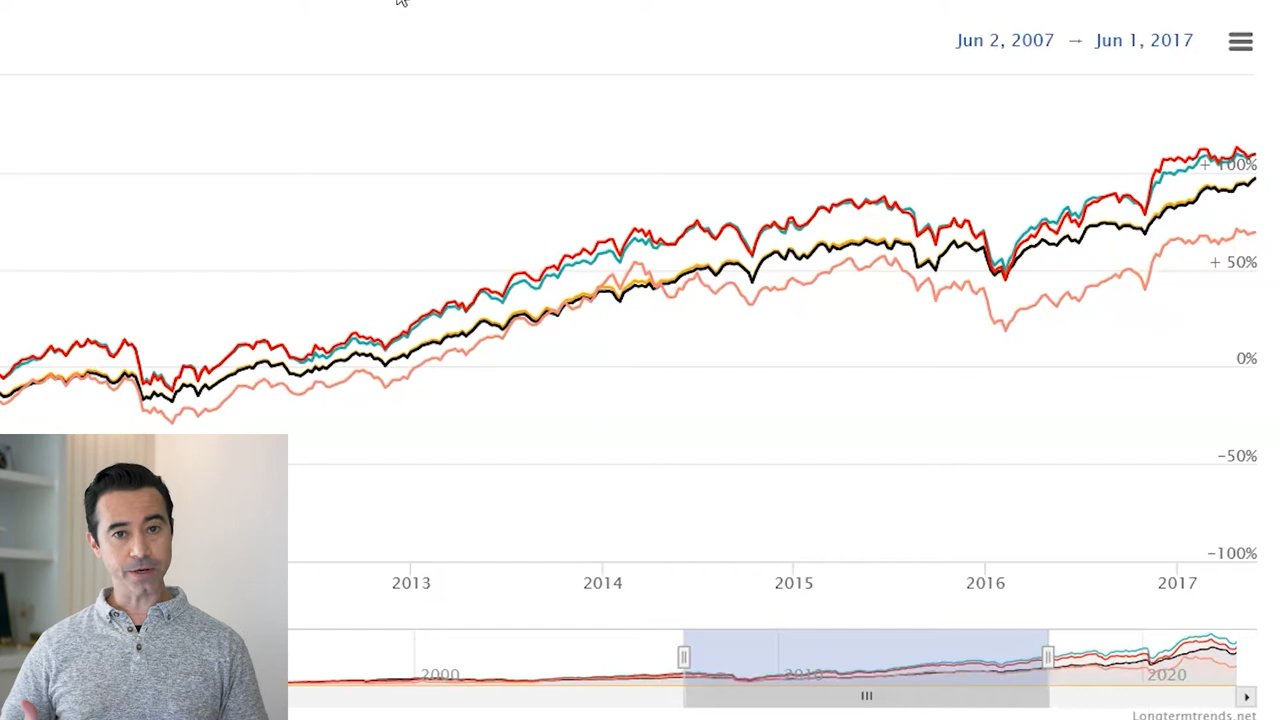 Jun 2, 2007 → Jun 1, 2017
+ 100%
+ 50%
0%
−50%
−100%
2013 2014 2015 2016 2017
2000 2010 2020
Longtermtrends.net